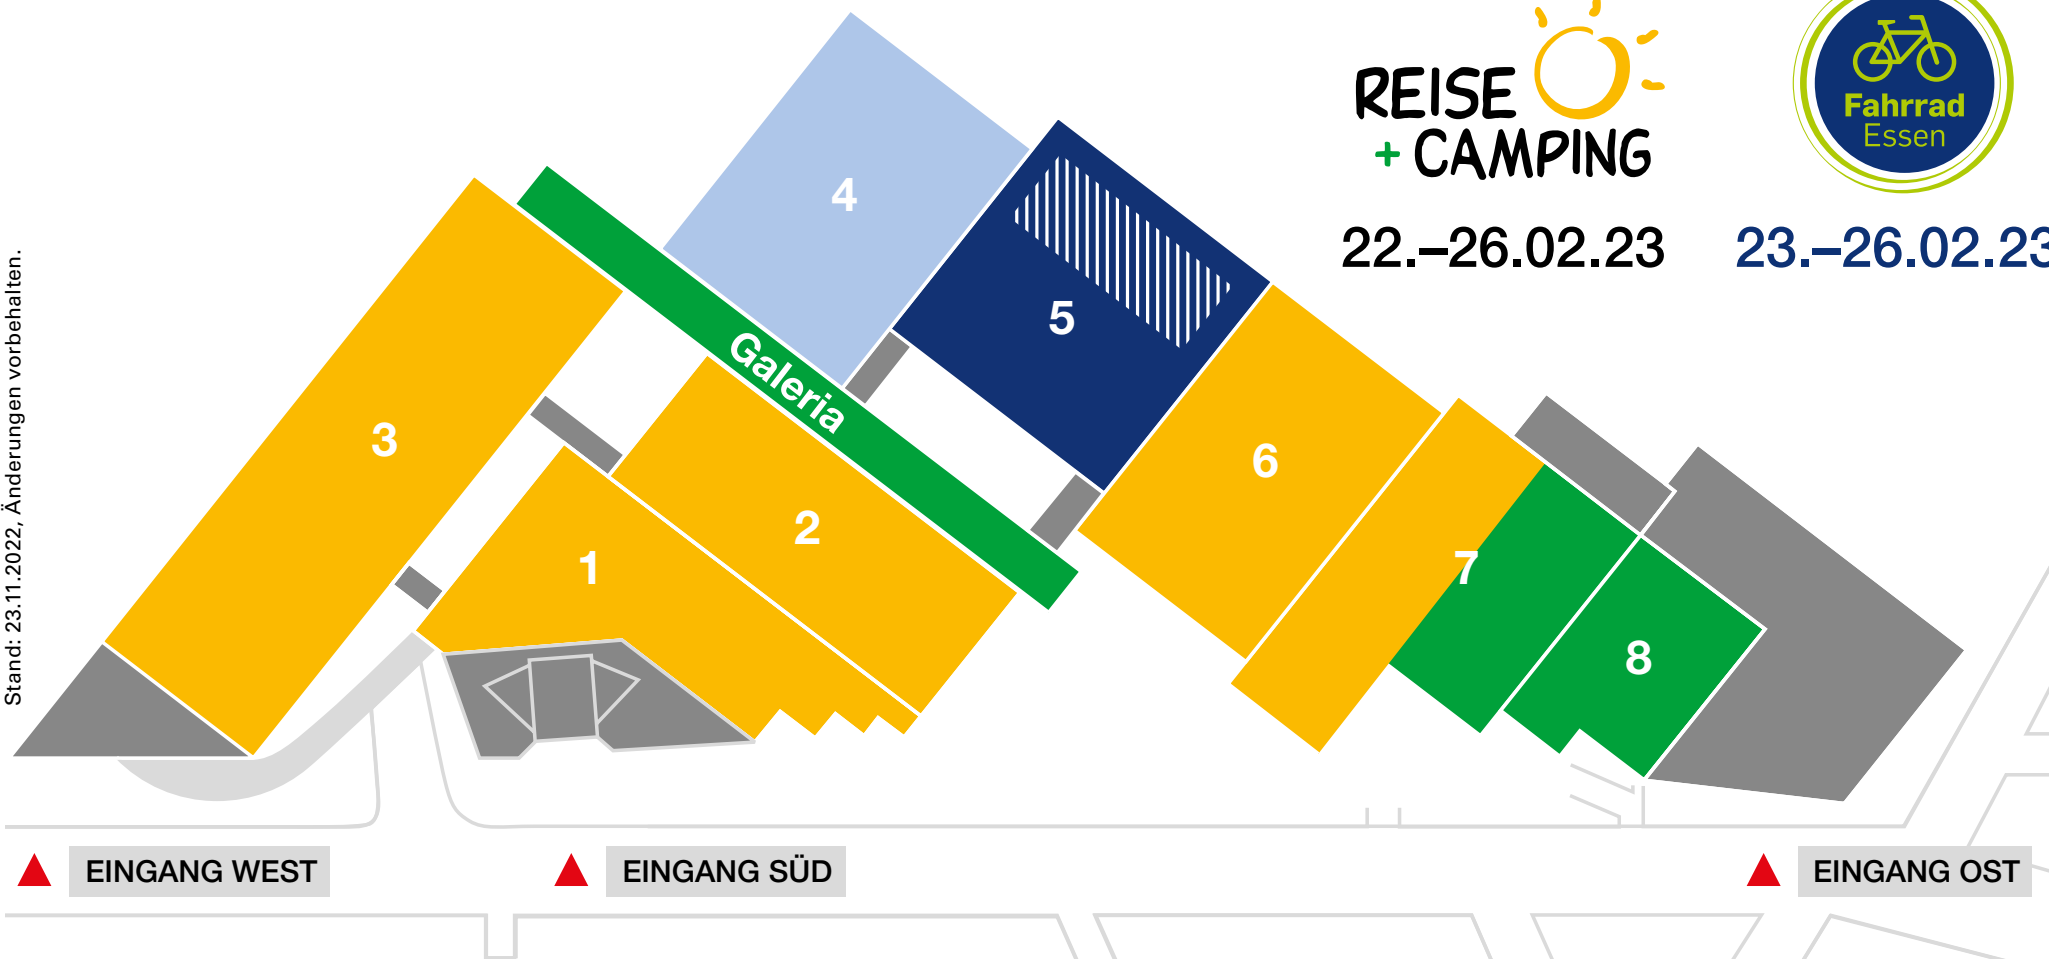 REISE
+ CAMPING
22.–26.02.23
Fahrrad
Essen
23.–26.02.23
Stand: 23.11.2022, Änderungen vorbehalten.
4
5
Galeria
3
6
2
1
7
8
EINGANG WEST
EINGANG SÜD
EINGANG OST